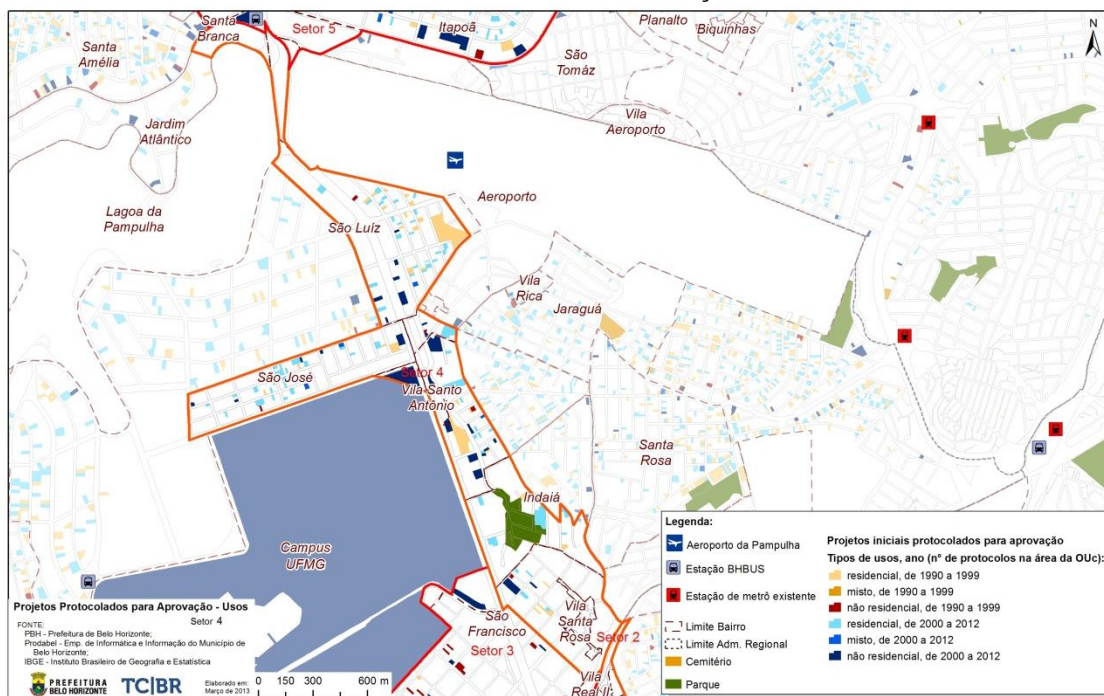 Santa
Branca
Setor 5
Itapoã
Planalto
Biquinhas
N
Santa
Amélia
São
Tomáz
Jardim
Atlântico
Vila
Aeroporto
Lagoa da
Pampulha
Aeroporto
São Luíz
Vila
Rica
Jaraguá
São José
Setor 4
Vila Santo
Antônio
Santa
Rosa
Indaiá
Campus
UFMG
São
Francisco
Setor 3
Vila
Santa
Rosa
Setor 2
Vila
Real II
Projetos Protocolados para Aprovação - Usos
Setor 4
FONTE:
PBH - Prefeitura de Belo Horizonte;
Prodabel - Emp. de Informática e Informação do Município de
Belo Horizonte;
IBGE - Instituto Brasileiro de Geografia e Estatística
PREFEITURA
BELO HORIZONTE
TC|BR
Elaborado em:
Março de 2013
0 150 300 600 m
Legenda:
Aeroporto da Pampulha
Estação BHBUS
Estação de metrô existente
Limite Bairro
Limite Adm. Regional
Cemitério
Parque
Projetos iniciais protocolados para aprovação
Tipos de usos, ano (nº de protocolos na área da OUc):
residencial, de 1990 a 1999
misto, de 1990 a 1999
não residencial, de 1990 a 1999
residencial, de 2000 a 2012
misto, de 2000 a 2012
não residencial, de 2000 a 2012